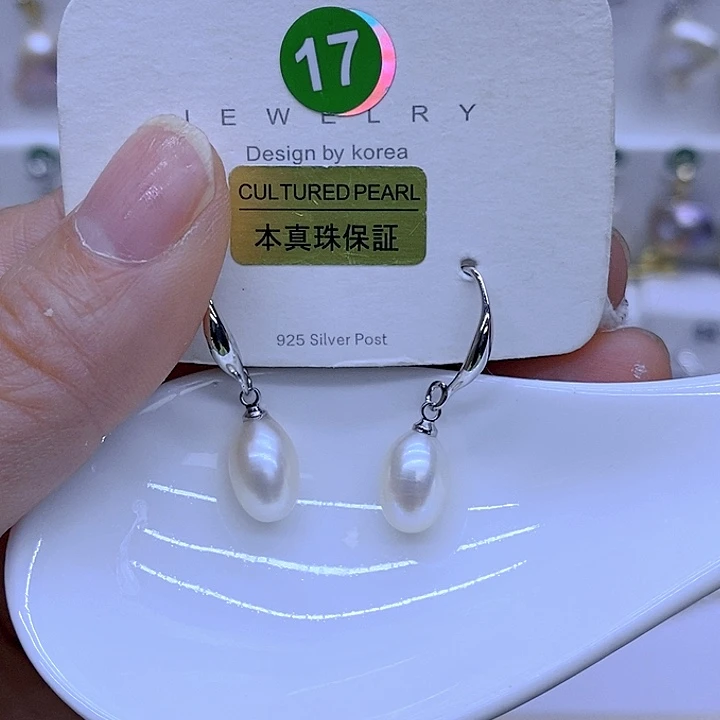 17
JEWELRY
Design by korea
CULTURED PEARL
本真珠保証
925 Silver Post